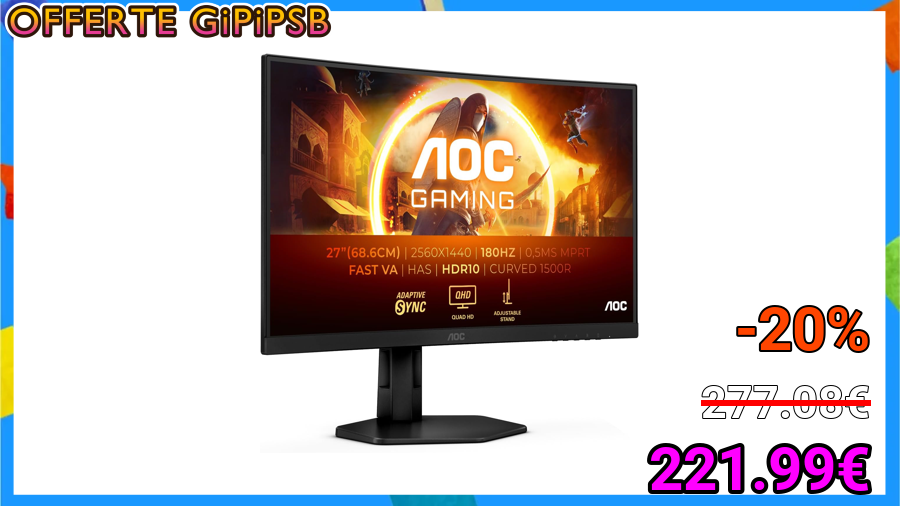 OFFERTE GiPiPSB
AOC
GAMING
27"(68.6CM) | 2560X1440 | 180HZ | 0,5MS MPRT
FAST VA | HAS | HDR10 | CURVED 1500R
ADAPTIVE
SYNC
QHD
QUAD HD
ADJUSTABLE
STAND
AOC
AOC
-20%
277.08€
221.99€